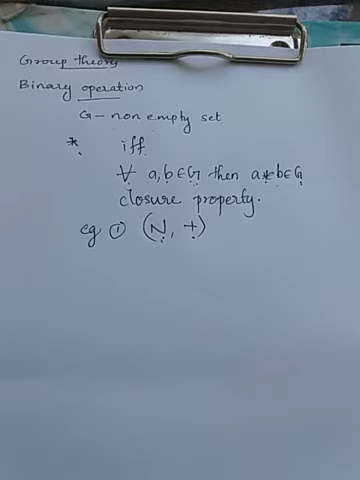 Group theory
Binary operation
G - non empty set
* iff
∀ a, b ∈ G then a * b ∈ G
closure property.
eg ① (N, +)